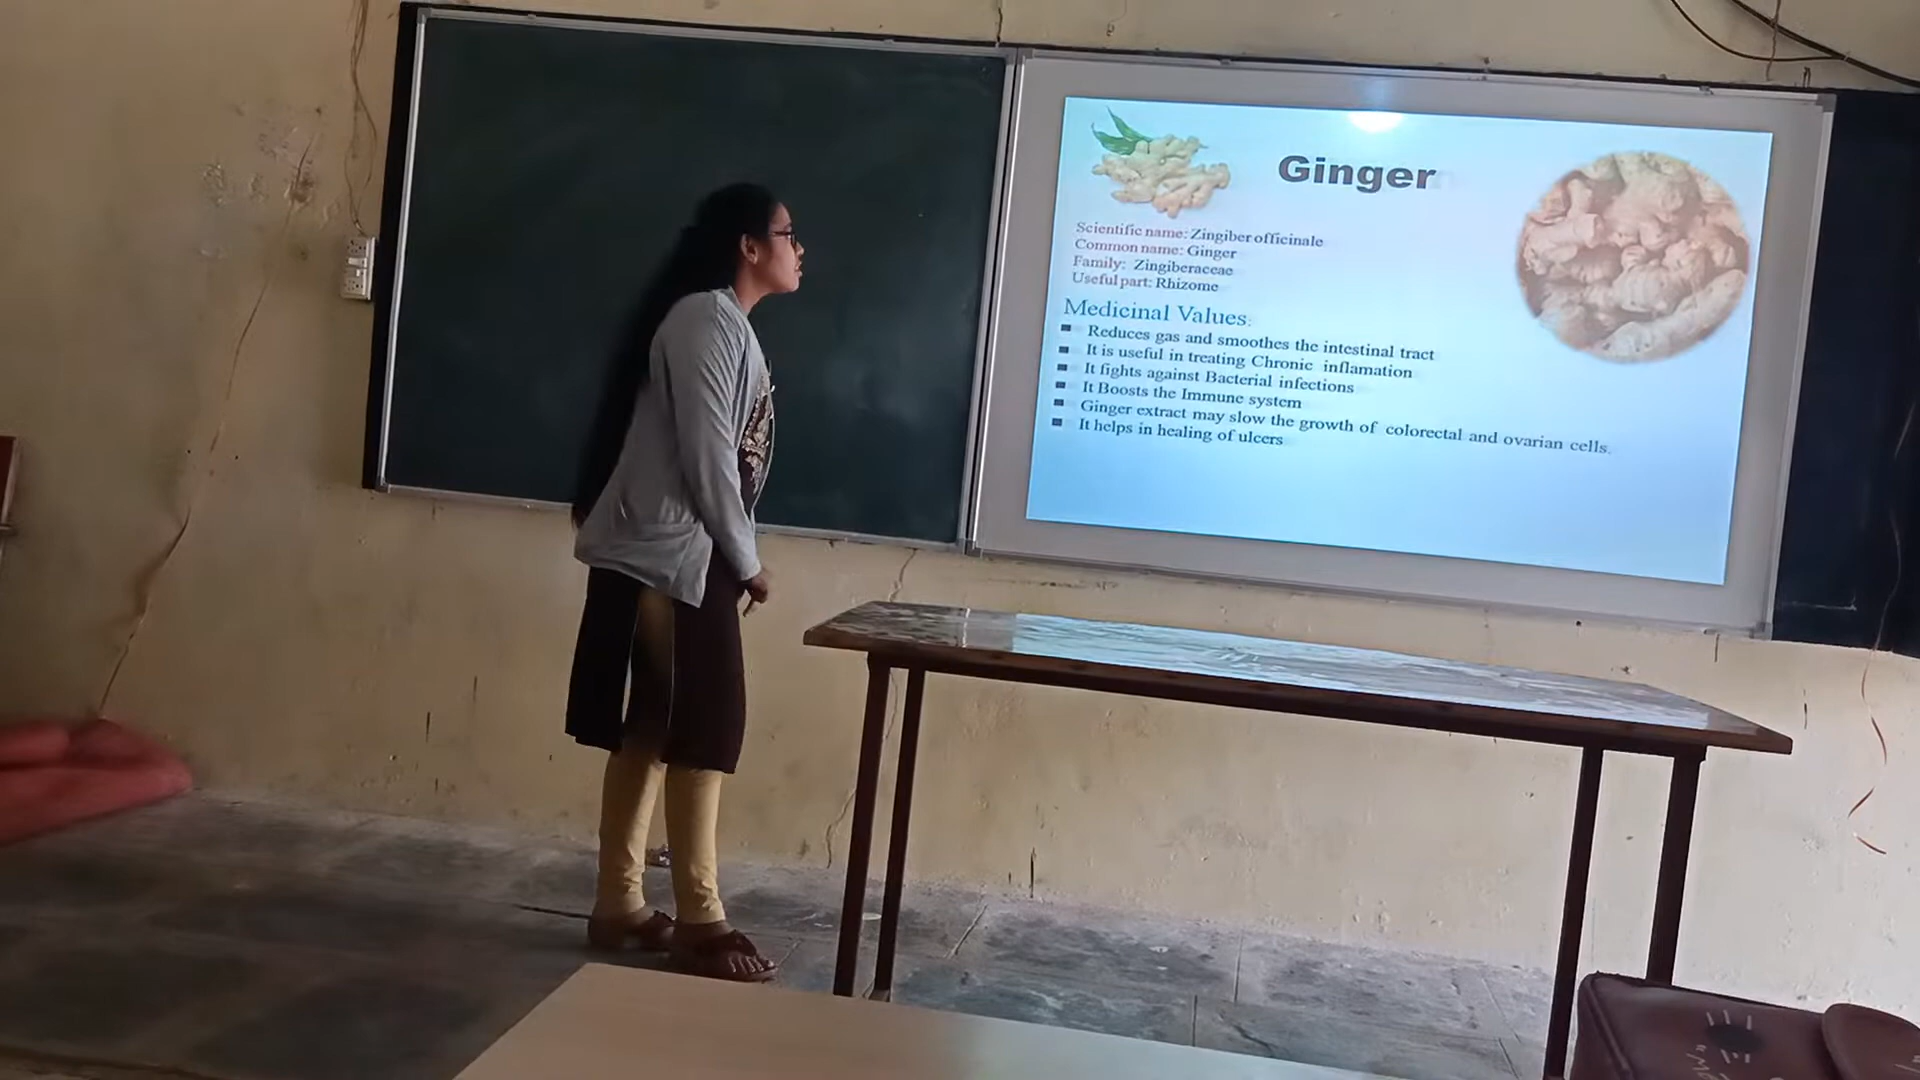 Ginger
Scientific name: Zingiber officinale
Common name: Ginger
Family: Zingiberaceae
Useful part: Rhizome
Medicinal Values:
Reduces gas and smoothes the intestinal tract
It is useful in treating Chronic inflamation
It fights against Bacterial infections
It Boosts the Immune system
Ginger extract may slow the growth of colorectal and ovarian cells.
It helps in healing of ulcers